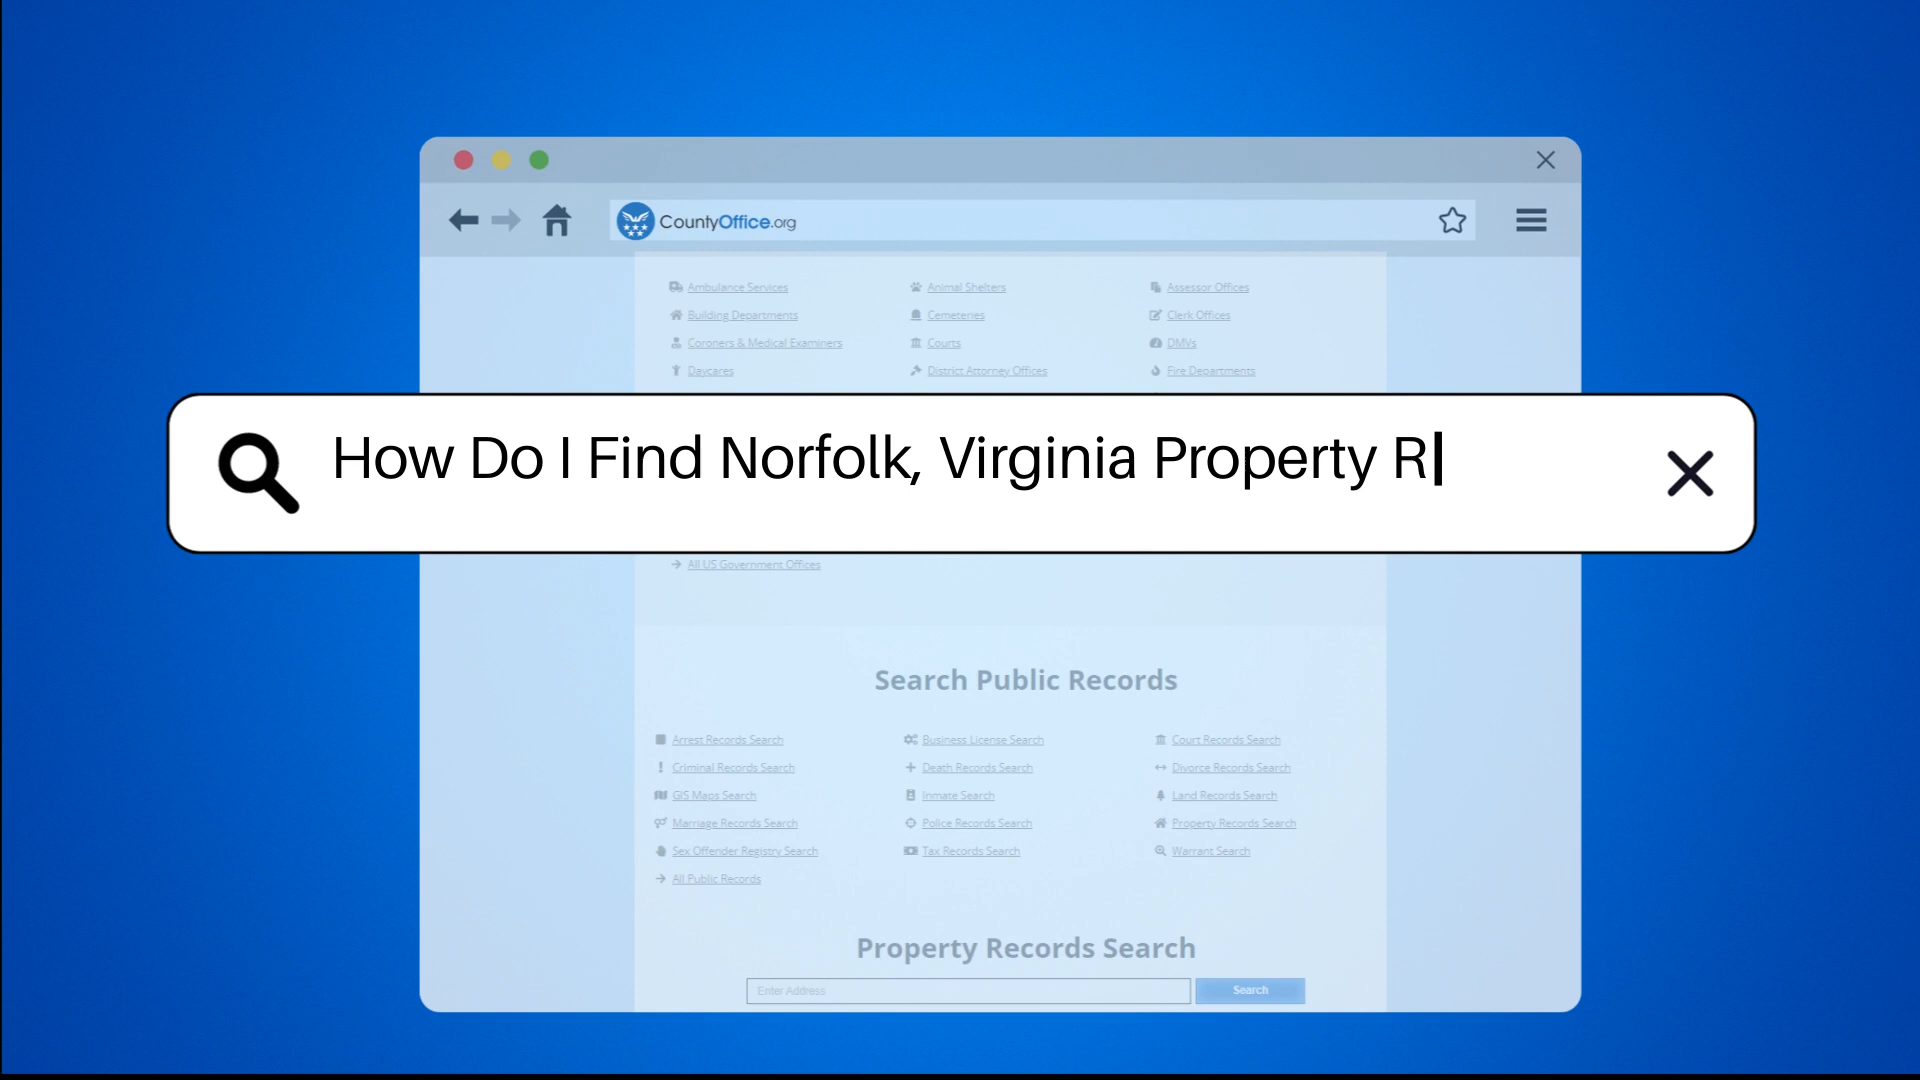 CountyOffice.org
Ambulance Services Animal Shelters Assessor Offices
Building Departments Cemeteries Clerk Offices
Coroners & Medical Examiners Courts DMVs
Daycares District Attorney Offices Fire Departments
How Do I Find Norfolk, Virginia Property R
All US Government Offices
Search Public Records
Arrest Records Search Business License Search Court Records Search
Criminal Records Search Death Records Search Divorce Records Search
GIS Maps Search Inmate Search Land Records Search
Marriage Records Search Police Records Search Property Records Search
Sex Offender Registry Search Tax Records Search Warrant Search
All Public Records
Property Records Search
Enter Address Search